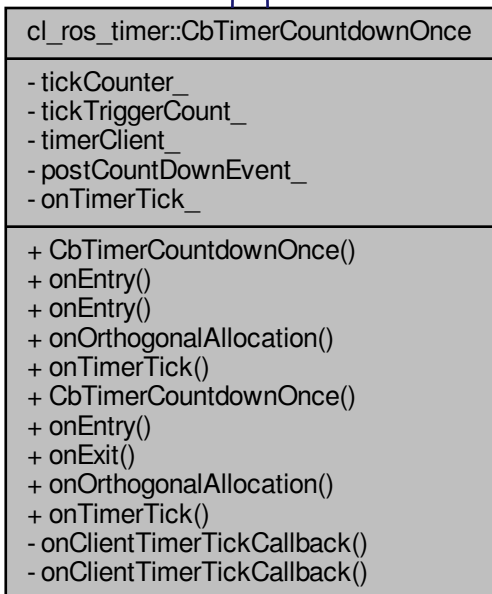 cl_ros_timer::CbTimerCountdownOnce
- tickCounter_
- tickTriggerCount_
- timerClient_
- postCountDownEvent_
- onTimerTick_
+ CbTimerCountdownOnce()
+ onEntry()
+ onEntry()
+ onOrthogonalAllocation()
+ onTimerTick()
+ CbTimerCountdownOnce()
+ onEntry()
+ onExit()
+ onOrthogonalAllocation()
+ onTimerTick()
- onClientTimerTickCallback()
- onClientTimerTickCallback()